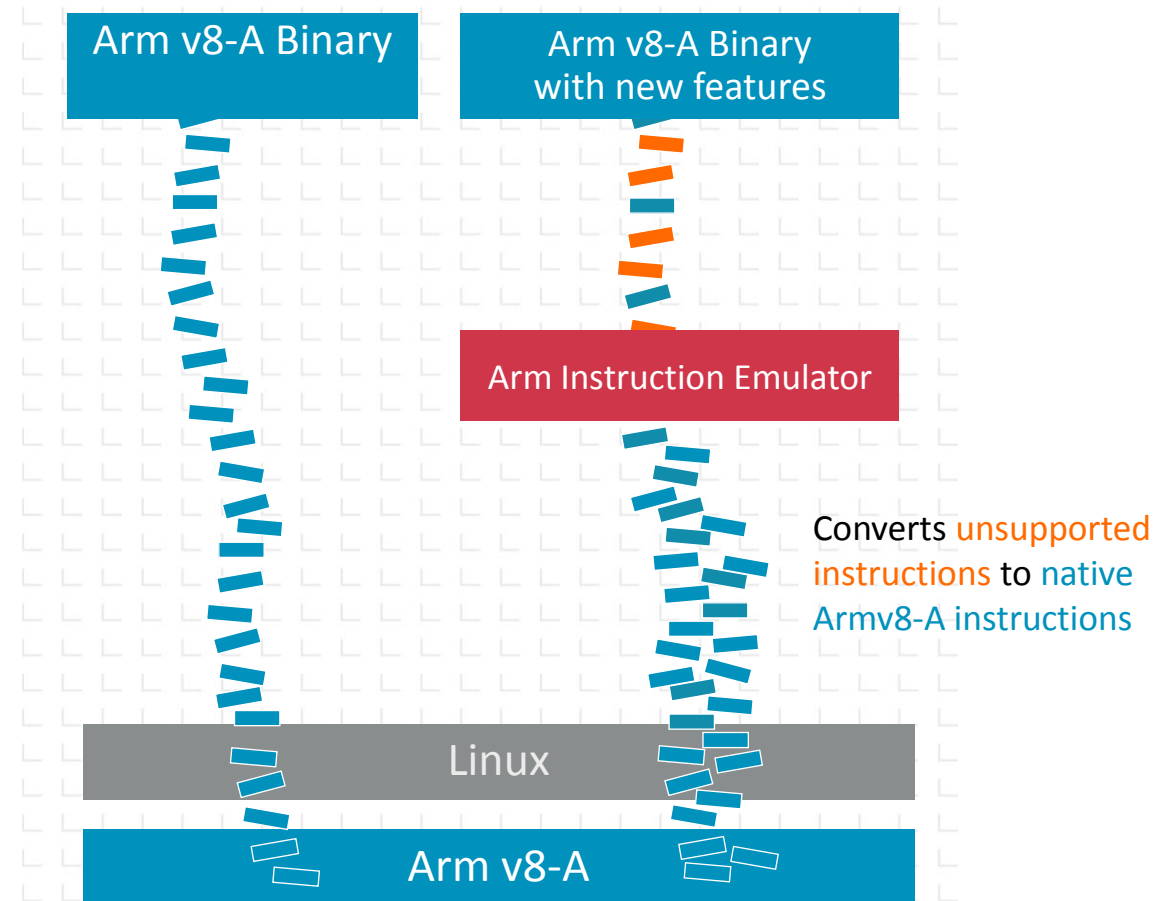 Arm v8-A Binary
Arm v8-A Binary
with new features
Arm Instruction Emulator
Converts unsupported
instructions to native
Armv8-A instructions
Linux
Arm v8-A